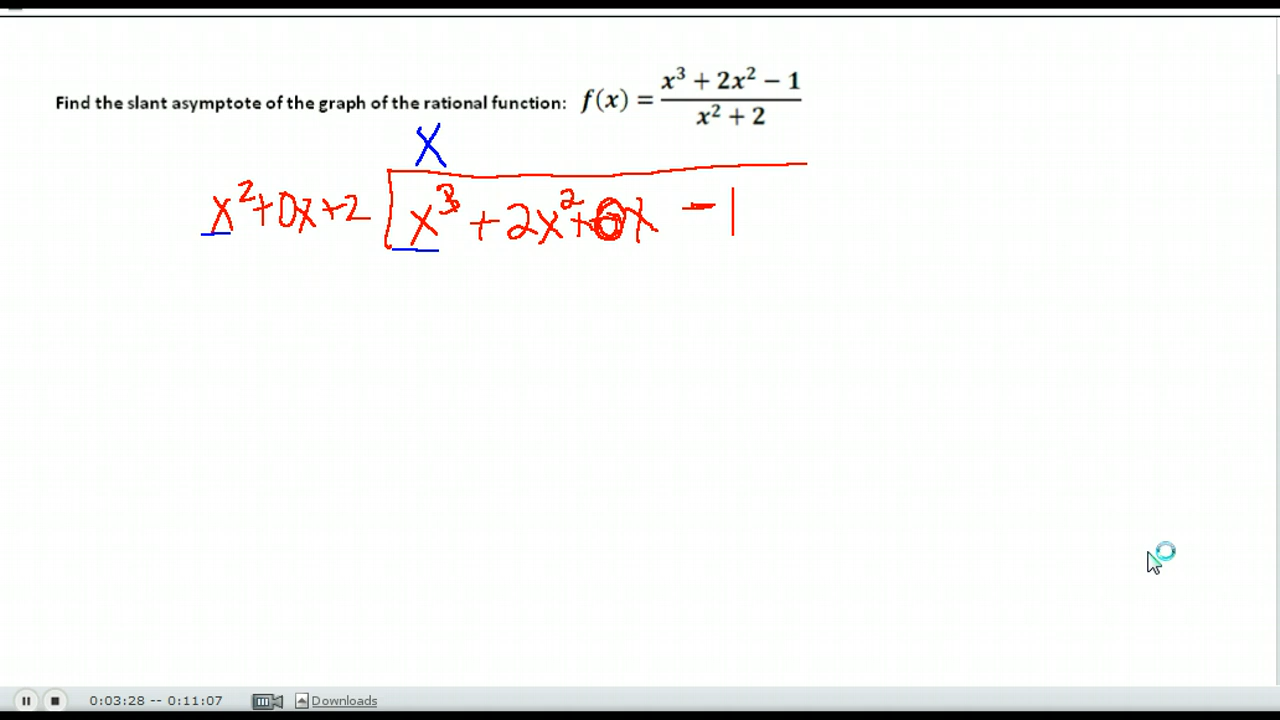 Find the slant asymptote of the graph of the rational function: f(x) = (x³ + 2x² − 1)/(x² + 2)
x
x² + 0x + 2 x³ + 2x² + 0x − 1
0:03:28 -- 0:11:07 Downloads